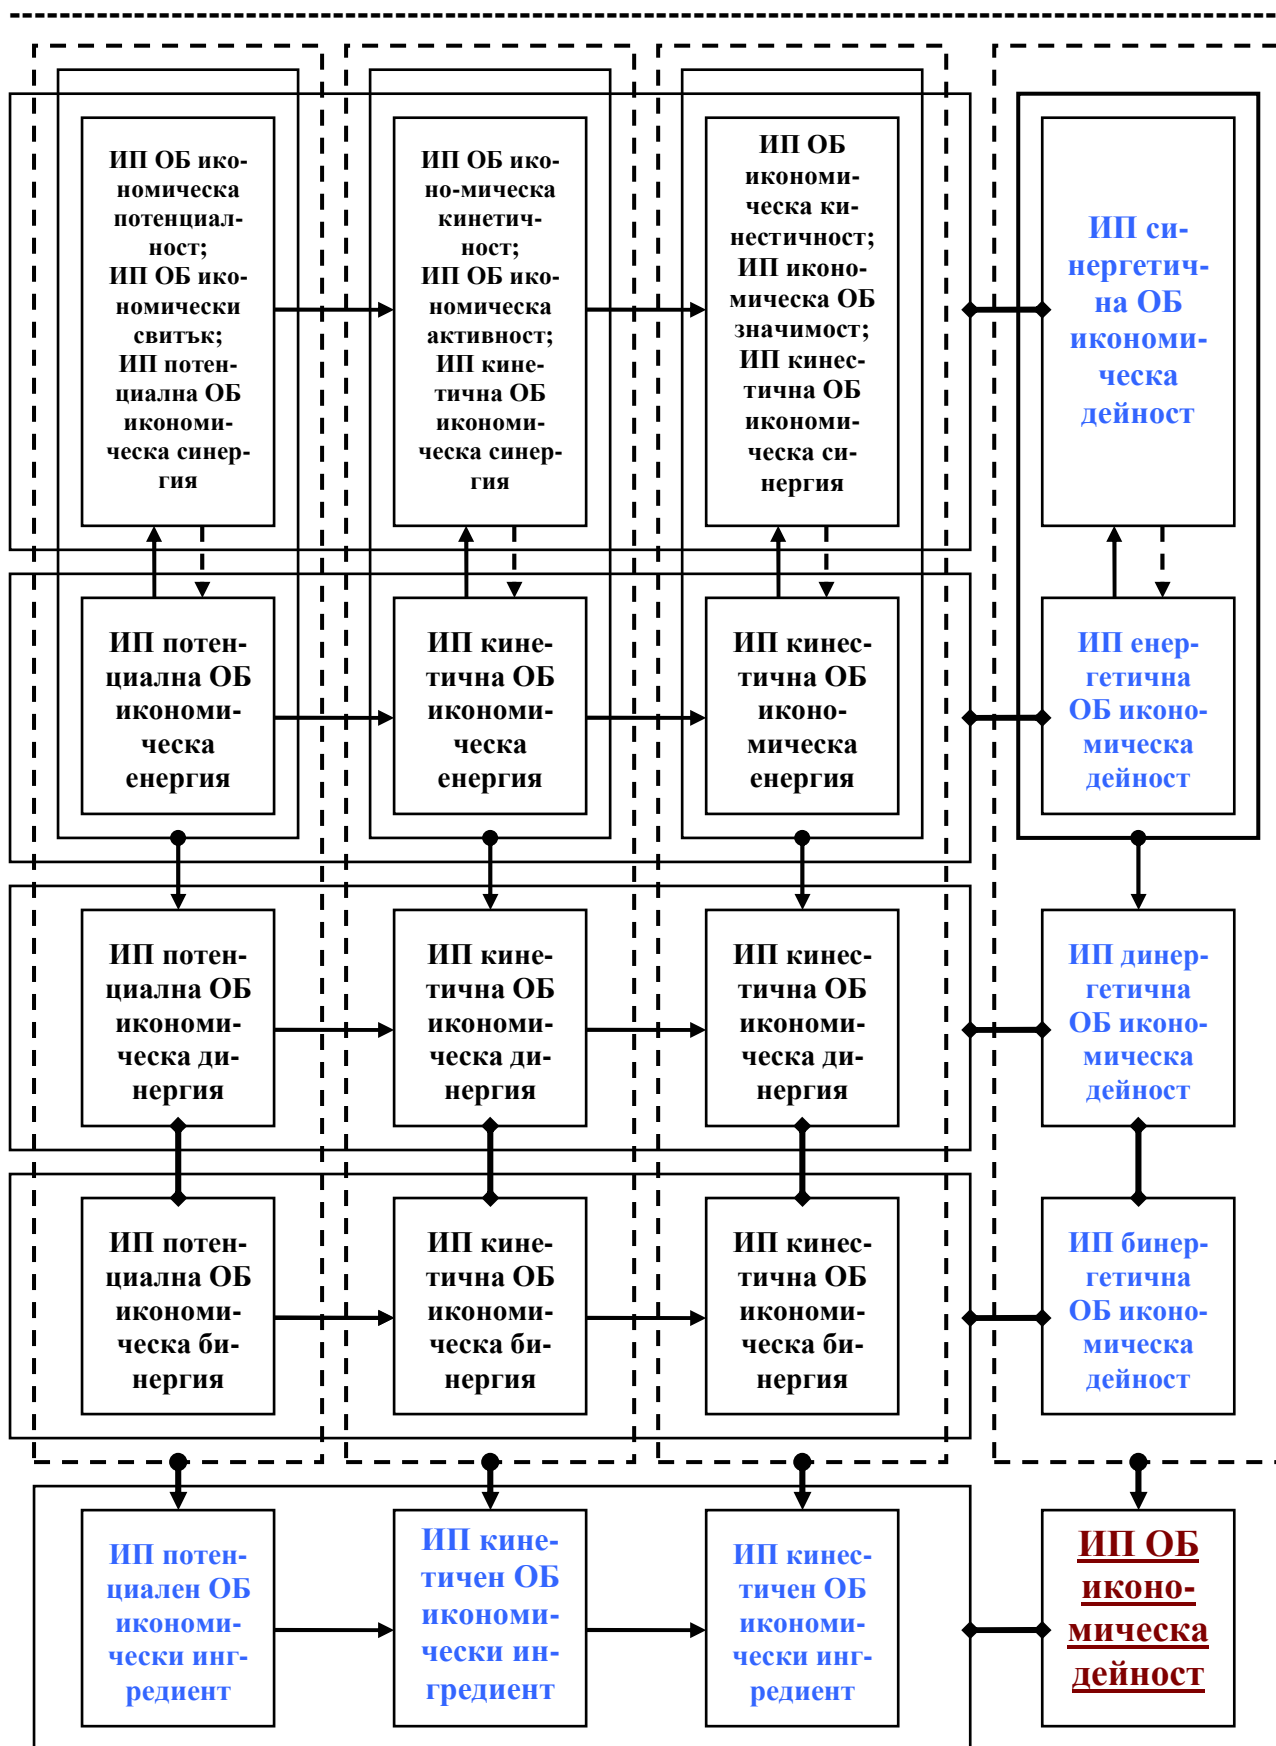 ИП ОБ ико-
номическа
потенциал-
ност;
ИП ОБ ико-
номически
свитък;
ИП потен-
циална ОБ
икономи-
ческа синер-
гия
ИП ОБ ико-
но-мическа
кинетич-
ност;
ИП ОБ ико-
номическа
активност;
ИП кине-
тична ОБ
икономи-
ческа синер-
гия
ИП ОБ
икономи-
ческа ки-
нестичност;
ИП иконо-
мическа ОБ
значимост;
ИП кинес-
тична ОБ
икономи-
ческа си-
нергия
ИП си-
нергетич-
на ОБ
икономи-
ческа
дейност
ИП потен-
циална ОБ
икономи-
ческа
енергия
ИП кине-
тична ОБ
икономи-
ческа
енергия
ИП кинес-
тична ОБ
иконо-
мическа
енергия
ИП енер-
гетична
ОБ иконо-
мическа
дейност
ИП потен-
циална ОБ
икономи-
ческа ди-
нергия
ИП кине-
тична ОБ
икономи-
ческа ди-
нергия
ИП кинес-
тична ОБ
икономи-
ческа ди-
нергия
ИП динер-
гетична
ОБ иконо-
мическа
дейност
ИП потен-
циална ОБ
икономи-
ческа би-
нергия
ИП кине-
тична ОБ
икономи-
ческа би-
нергия
ИП кинес-
тична ОБ
икономи-
ческа би-
нергия
ИП бинер-
гетична
ОБ иконо-
мическа
дейност
ИП потен-
циален ОБ
икономи-
чески инг-
редиент
ИП кине-
тичен ОБ
икономи-
чески ин-
гредиент
ИП кинес-
тичен ОБ
икономи-
чески инг-
редиент
ИП ОБ
иконо-
мическа
дейност